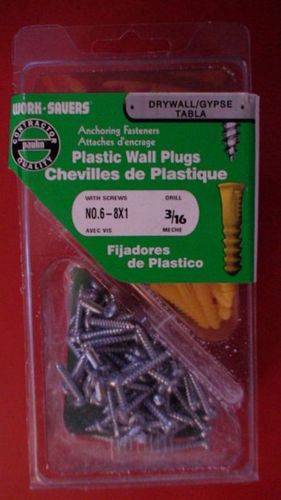 WORK-SAVERS
CONTRACTOR
paulin
QUALITY
DRYWALL/GYPSE
TABLA
Anchoring Fasteners
Attaches d'encrage
Plastic Wall Plugs
Chevilles de Plastique
WITH SCREWS
NO.6-8X1
AVEC VIS
DRILL
3/16
MECHE
Fijadores
de Plastico